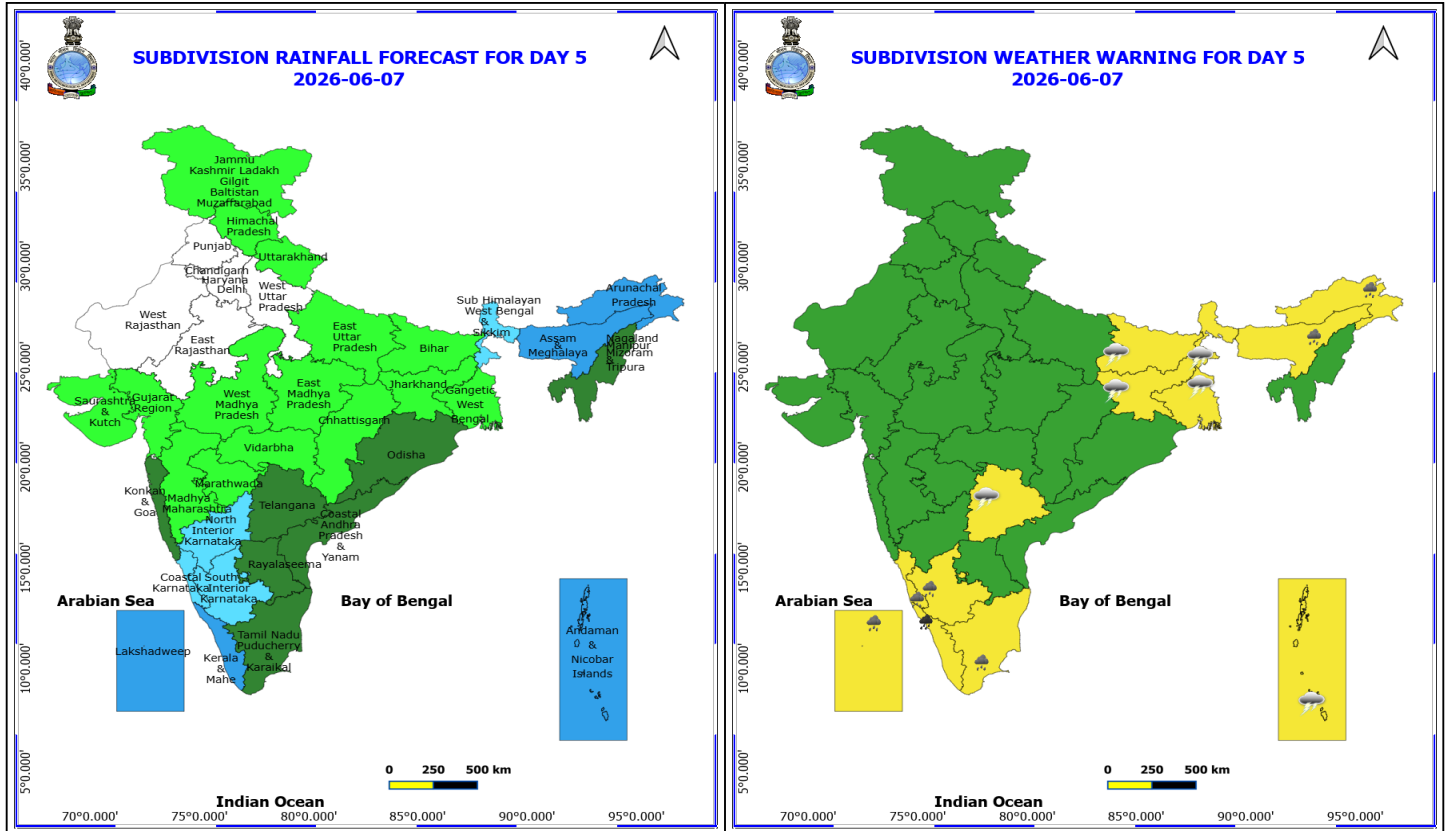 SUBDIVISION RAINFALL FORECAST FOR DAY 5
2026-06-07
40°0.000'
35°0.000'
30°0.000'
25°0.000'
20°0.000'
15°0.000'
10°0.000'
5°0.000'
Jammu
Kashmir Ladakh
Gilgit
Baltistan
Muzaffarabad
Himachal
Pradesh
Punjab
Uttarakhand
Chandigarh
Haryana
Delhi
West
Uttar
Pradesh
West
Rajasthan
East
Rajasthan
East
Uttar
Pradesh
Bihar
Sub Himalayan
West Bengal
&
Sikkim
Arunachal
Pradesh
Assam
&
Meghalaya
Nagaland
Manipur
Mizoram
&
Tripura
Saurashtra
&
Kutch
Gujarat
Region
West
Madhya
Pradesh
East
Madhya
Pradesh
Jharkhand
Gangetic
West
Bengal
Chhattisgarh
Vidarbha
Odisha
Konkan
&
Goa
Madhya
Maharashtra
Marathwada
Telangana
North
Interior
Karnataka
Coastal
Andhra
Pradesh
&
Yanam
Rayalaseema
Coastal
Karnataka
South
Interior
Karnataka
Tamil Nadu
Puducherry
&
Karaikal
Kerala
&
Mahe
Arabian Sea
Lakshadweep
Bay of Bengal
Andaman
&
Nicobar
Islands
0 250 500 km
Indian Ocean
70°0.000' 75°0.000' 80°0.000' 85°0.000' 90°0.000' 95°0.000'
SUBDIVISION WEATHER WARNING FOR DAY 5
2026-06-07
40°0.000'
35°0.000'
30°0.000'
25°0.000'
20°0.000'
15°0.000'
10°0.000'
5°0.000'
Arabian Sea
Bay of Bengal
0 250 500 km
Indian Ocean
70°0.000' 75°0.000' 80°0.000' 85°0.000' 90°0.000' 95°0.000'